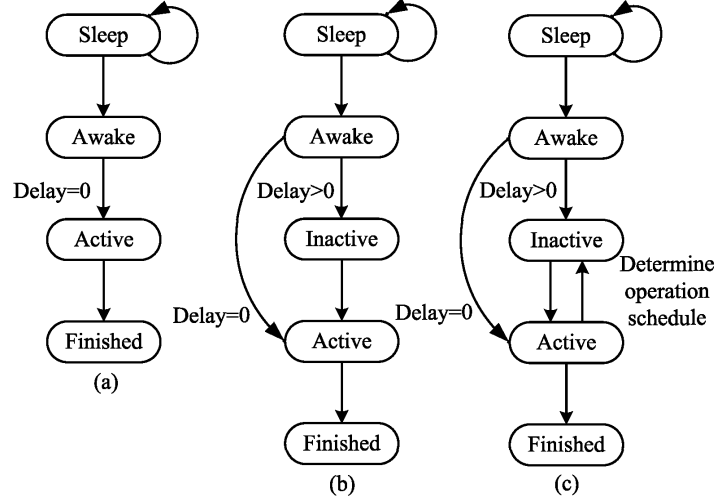 Sleep
Awake
Delay=0
Active
Finished
(a)
Sleep
Awake
Delay>0
Inactive
Delay=0
Active
Finished
(b)
Sleep
Awake
Delay>0
Inactive
Determine
operation
schedule
Delay=0
Active
Finished
(c)